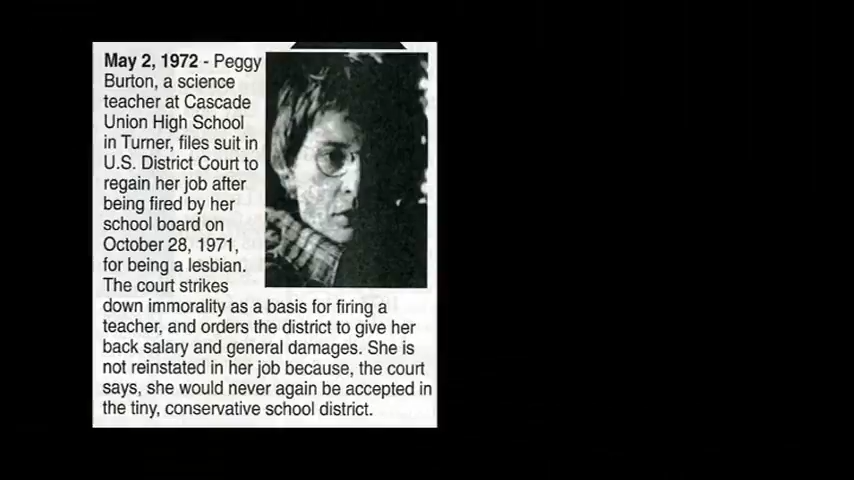 May 2, 1972 - Peggy
Burton, a science
teacher at Cascade
Union High School
in Turner, files suit in
U.S. District Court to
regain her job after
being fired by her
school board on
October 28, 1971,
for being a lesbian.
The court strikes
down immorality as a basis for firing a
teacher, and orders the district to give her
back salary and general damages. She is
not reinstated in her job because, the court
says, she would never again be accepted in
the tiny, conservative school district.